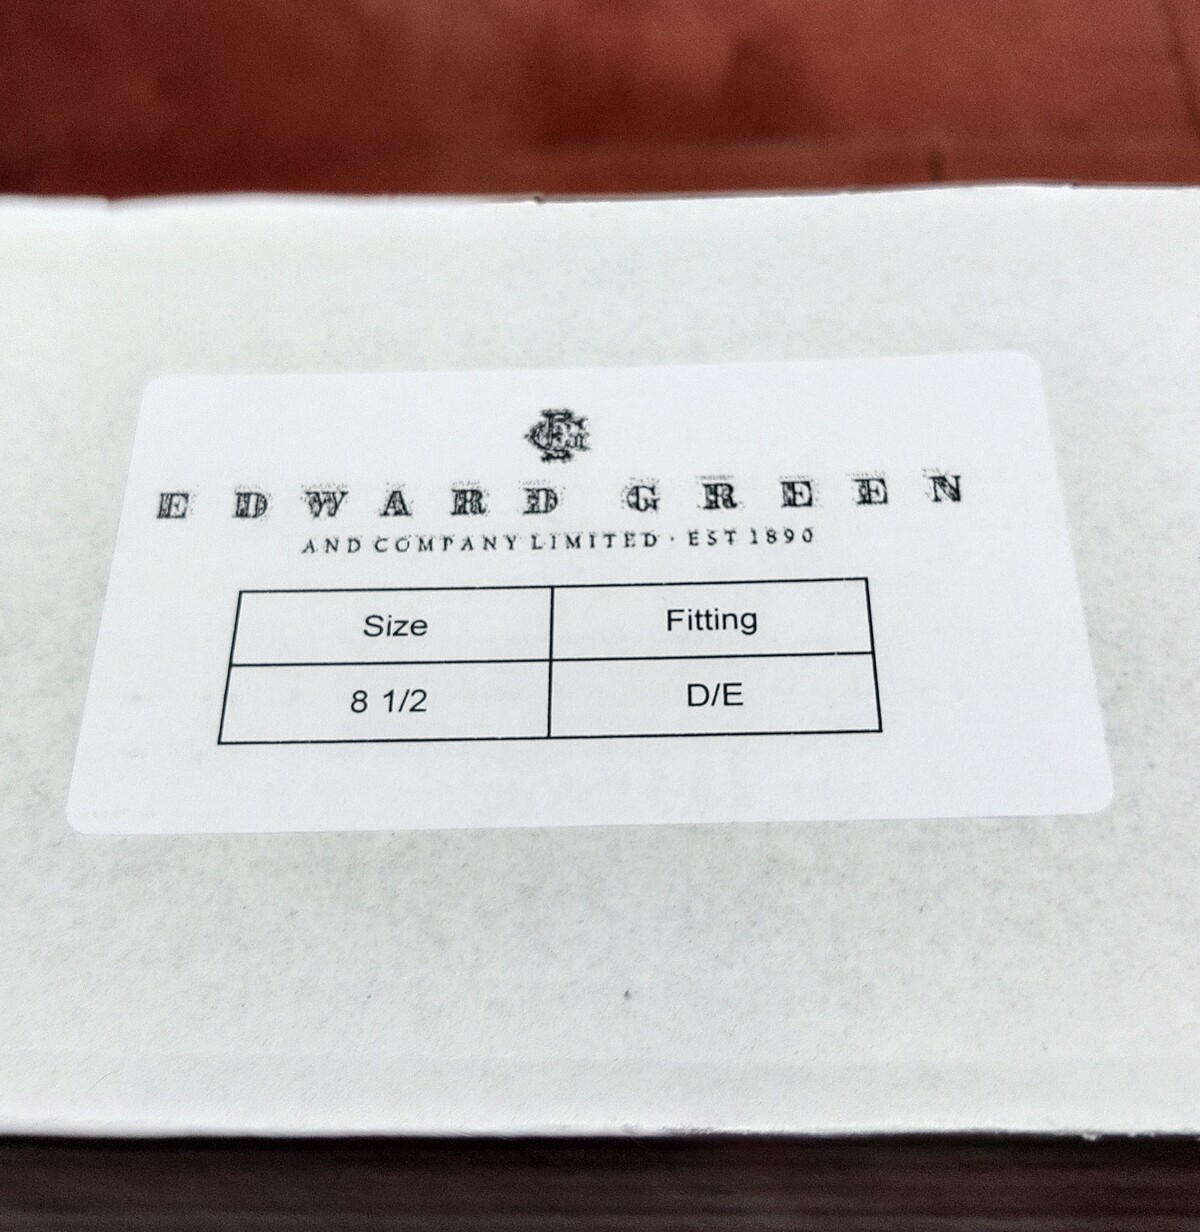 EDWARD GREEN
AND COMPANY LIMITED · EST 1890
Size Fitting
8 1/2 D/E